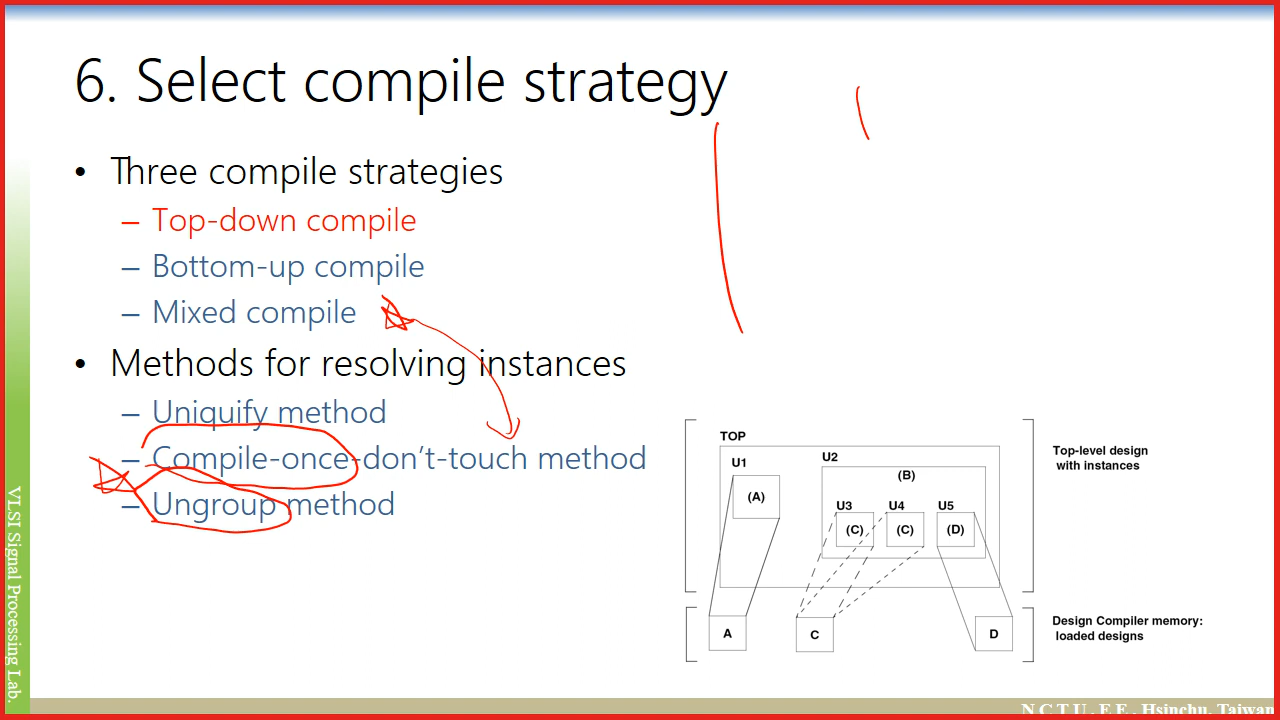 6. Select compile strategy
• Three compile strategies
– Top-down compile
– Bottom-up compile
– Mixed compile
• Methods for resolving instances
– Uniquify method
– Compile-once-don’t-touch method
– Ungroup method
TOP
U1
U2
(A)
(B)
U3
U4
U5
(C)
(C)
(D)
Top-level design
with instances
A
C
D
Design Compiler memory:
loaded designs
VLSI Signal Processing Lab.
N C T U . E E , Hsinchu, Taiwan